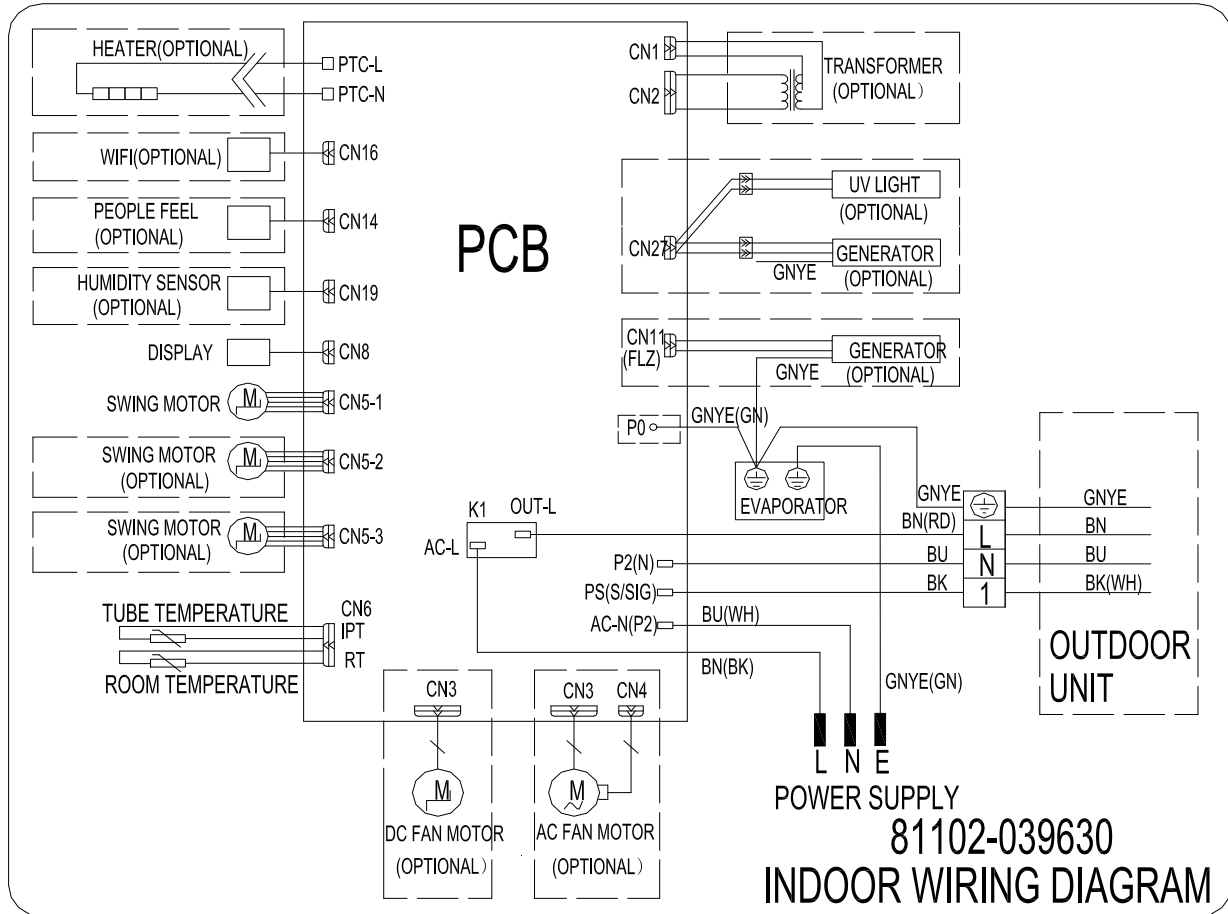 HEATER(OPTIONAL)
PTC-L
PTC-N
WIFI(OPTIONAL)
CN16
PEOPLE FEEL
(OPTIONAL)
CN14
HUMIDITY SENSOR
(OPTIONAL)
CN19
DISPLAY
CN8
SWING MOTOR
M
CN5-1
SWING MOTOR
(OPTIONAL)
M
CN5-2
SWING MOTOR
(OPTIONAL)
M
CN5-3
TUBE TEMPERATURE
CN6
IPT
RT
ROOM TEMPERATURE
PCB
CN1
CN2
TRANSFORMER
(OPTIONAL)
CN27
UV LIGHT
(OPTIONAL)
GENERATOR
(OPTIONAL)
GNYE
CN11
(FLZ)
GENERATOR
(OPTIONAL)
GNYE
P0
GNYE(GN)
EVAPORATOR
K1
OUT-L
AC-L
P2(N)
PS(S/SIG)
AC-N(P2)
BU(WH)
BN(BK)
GNYE(GN)
GNYE
BN(RD)
BU
BK
L
N
1
GNYE
BN
BU
BK(WH)
OUTDOOR
UNIT
CN3
M
DC FAN MOTOR
(OPTIONAL)
CN3
CN4
M
AC FAN MOTOR
(OPTIONAL)
L N E
POWER SUPPLY
81102-039630
INDOOR WIRING DIAGRAM